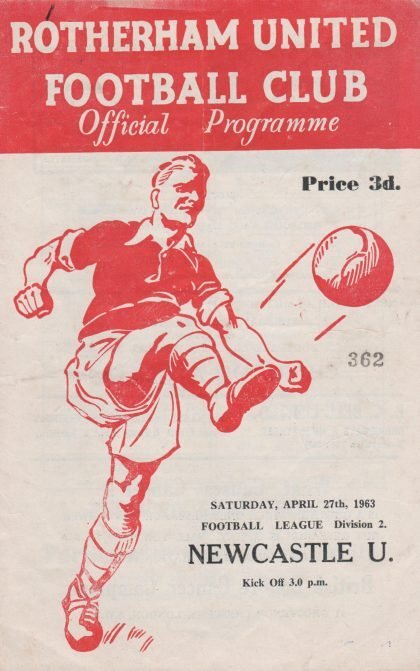 ROTHERHAM UNITED
FOOTBALL CLUB
Official Programme
Price 3d.
362
SATURDAY, APRIL 27th, 1963
FOOTBALL LEAGUE Division 2.
NEWCASTLE U.
Kick Off 3.0 p.m.